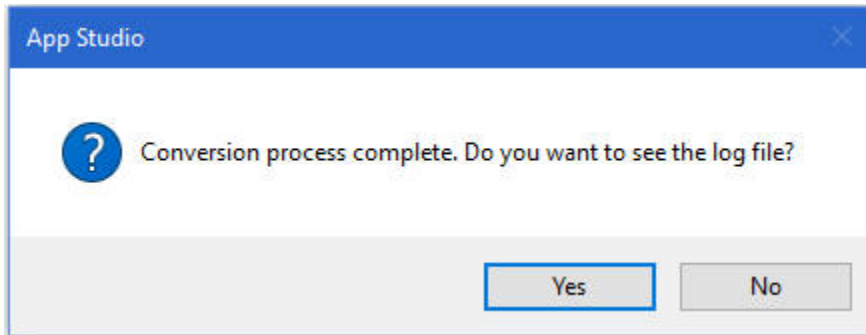 App Studio
Conversion process complete. Do you want to see the log file?
Yes No